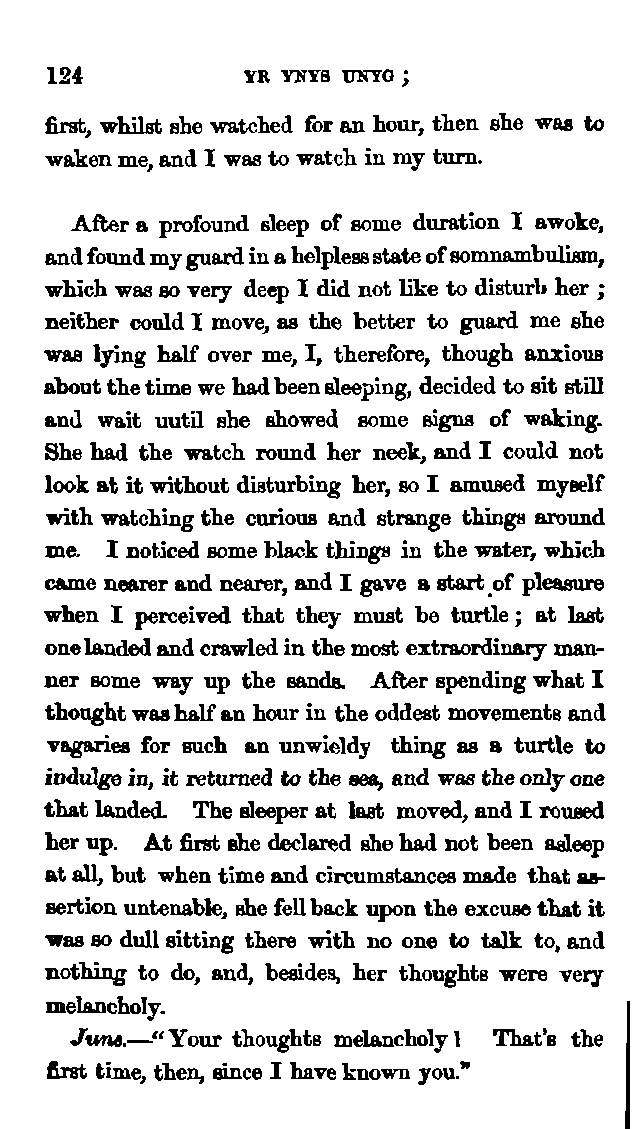 124 YR YNYS UNYG ;
first, whilst she watched for an hour, then she was to
waken me, and I was to watch in my turn.
After a profound sleep of some duration I awoke,
and found my guard in a helpless state of somnambulism,
which was so very deep I did not like to disturb her ;
neither could I move, as the better to guard me she
was lying half over me, I, therefore, though anxious
about the time we had been sleeping, decided to sit still
and wait uutil she showed some signs of waking.
She had the watch round her neek, and I could not
look at it without disturbing her, so I amused myself
with watching the curious and strange things around
me. I noticed some black things in the water, which
came nearer and nearer, and I gave a start of pleasure
when I perceived that they must be turtle ; at last
one landed and crawled in the most extraordinary man-
ner some way up the sands. After spending what I
thought was half an hour in the oddest movements and
vagaries for such an unwieldy thing as a turtle to
indulge in, it returned to the sea, and was the only one
that landed. The sleeper at last moved, and I roused
her up. At first she declared she had not been asleep
at all, but when time and circumstances made that as-
sertion untenable, she fell back upon the excuse that it
was so dull sitting there with no one to talk to, and
nothing to do, and, besides, her thoughts were very
melancholy.
June.—“Your thoughts melancholy! That's the
first time, then, since I have known you.”